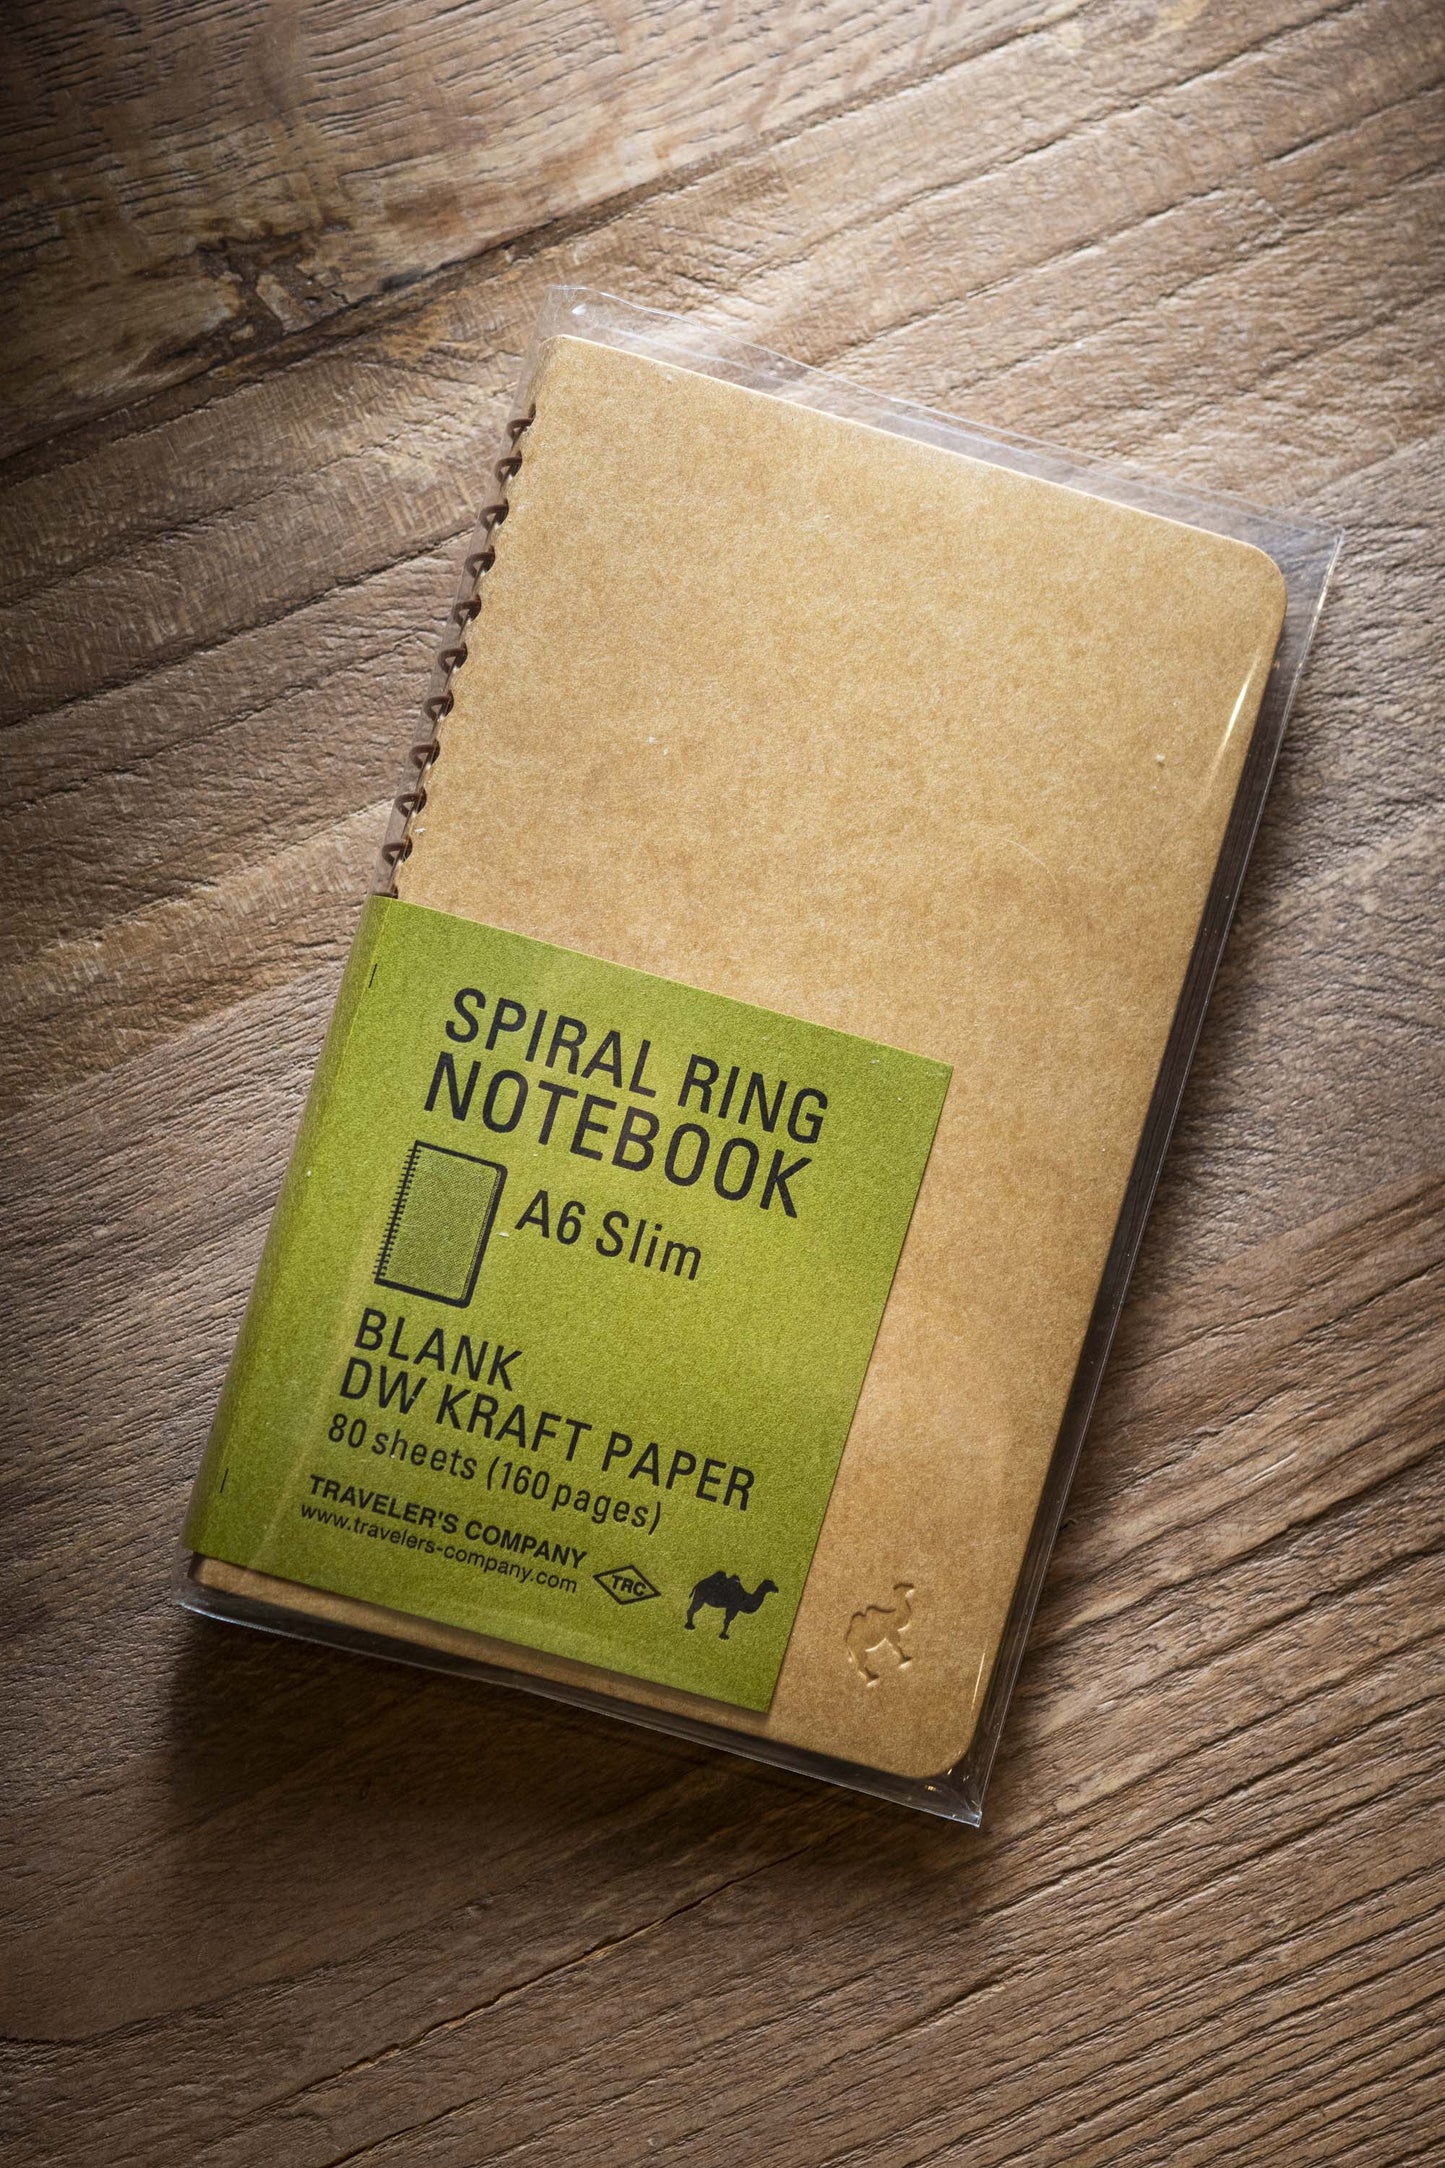 SPIRAL RING
NOTEBOOK
A6 Slim
BLANK
DW KRAFT PAPER
80 sheets (160 pages)
TRAVELER'S COMPANY
www.travelers-company.com
TRC